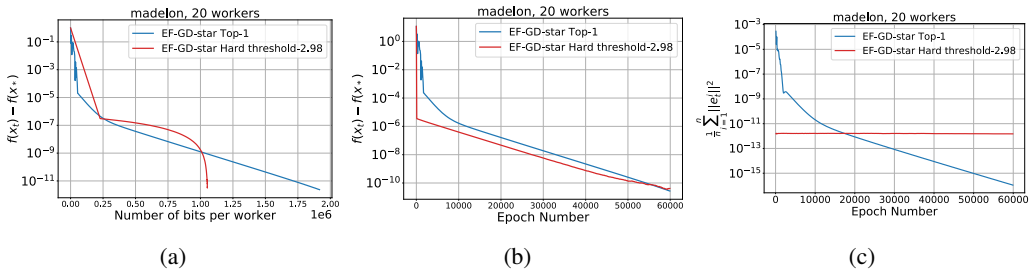 madelon, 20 workers
EF-GD-star Top-1
EF-GD-star Hard threshold-2.98
f(x_t) − f(x_⋆)
10^−1
10^−3
10^−5
10^−7
10^−9
10^−11
0.00 0.25 0.50 0.75 1.00 1.25 1.50 1.75 2.00
1e6
Number of bits per worker
(a)
madelon, 20 workers
EF-GD-star Top-1
EF-GD-star Hard threshold-2.98
f(x_t) − f(x_⋆)
10^0
10^−2
10^−4
10^−6
10^−8
10^−10
0 10000 20000 30000 40000 50000 60000
Epoch Number
(b)
madelon, 20 workers
EF-GD-star Top-1
EF-GD-star Hard threshold-2.98
1/n ∑_{i=1}^n ||e_t^i||^2
10^−3
10^−5
10^−7
10^−9
10^−11
10^−13
10^−15
0 10000 20000 30000 40000 50000 60000
Epoch Number
(c)